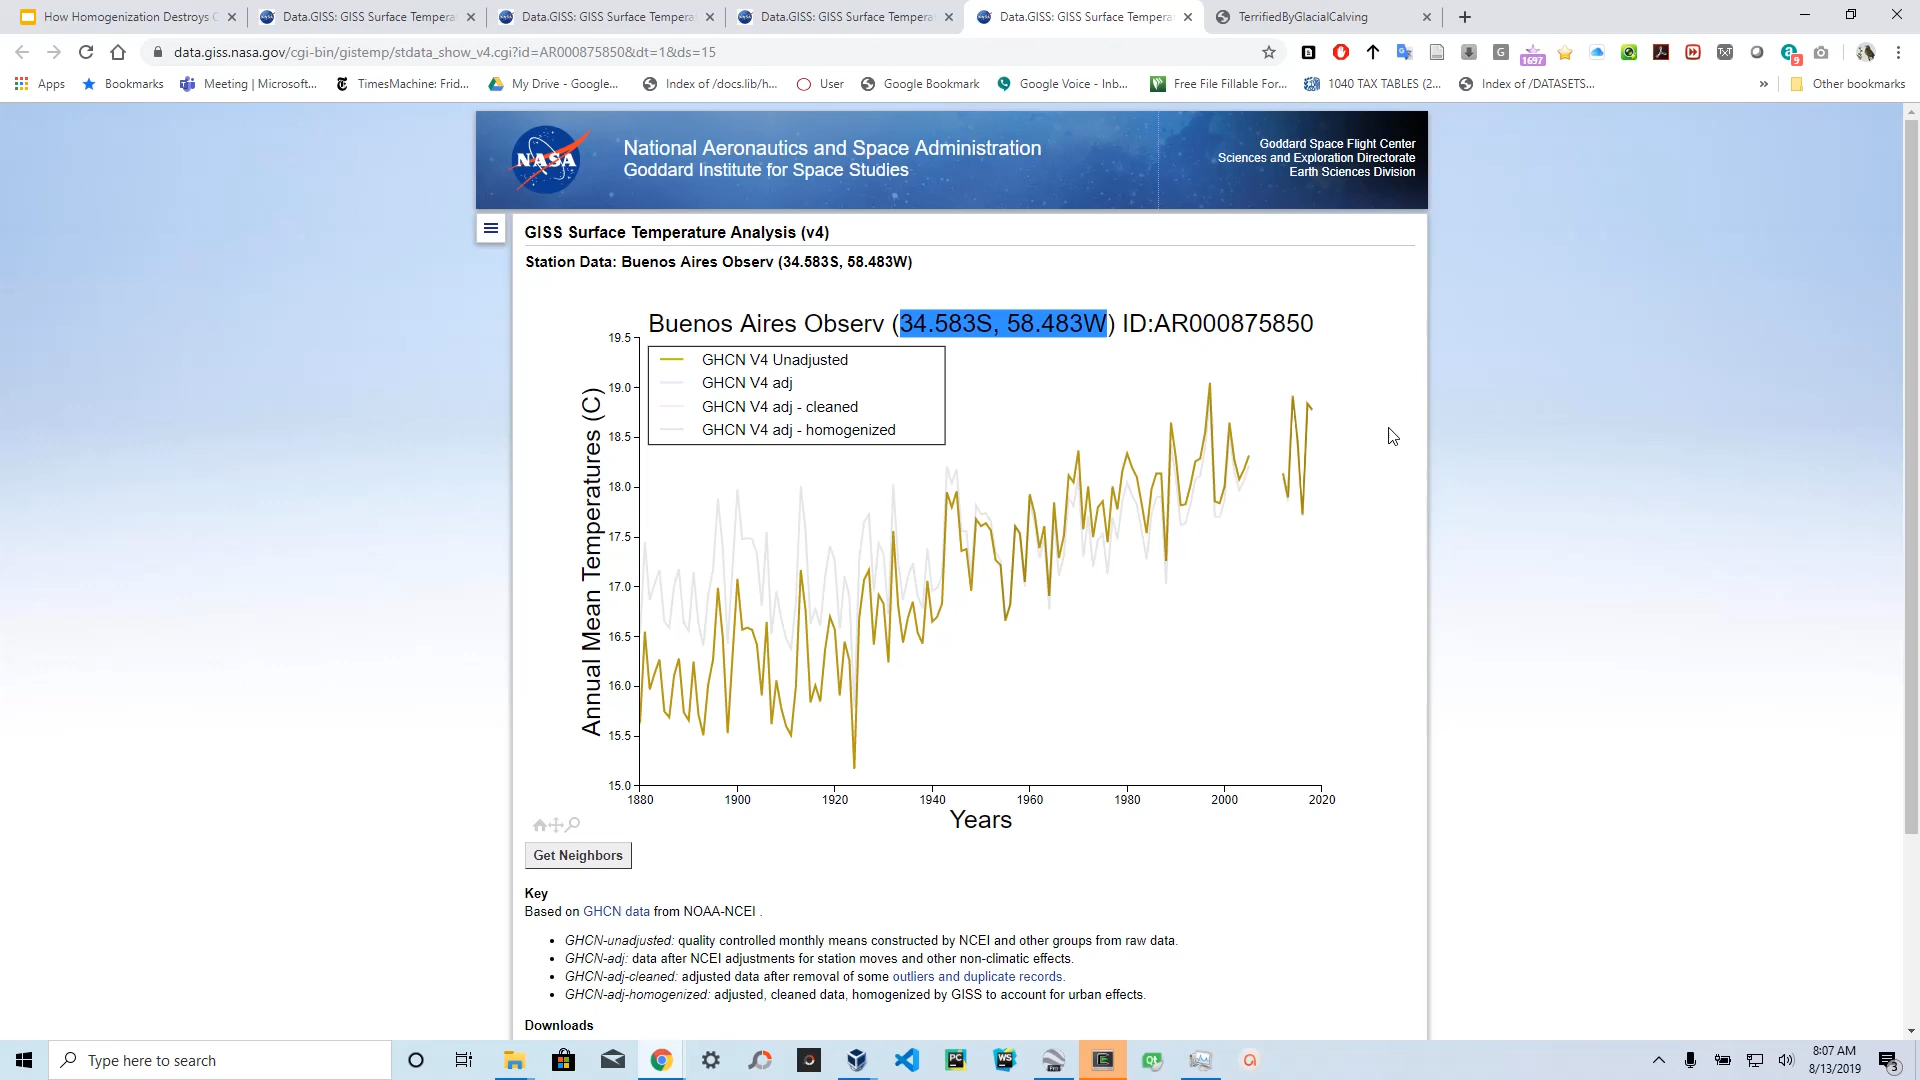 How Homogenization Destroys C
Data.GISS: GISS Surface Tempera
Data.GISS: GISS Surface Tempera
Data.GISS: GISS Surface Tempera
Data.GISS: GISS Surface Tempera
TerrifiedByGlacialCalving
data.giss.nasa.gov/cgi-bin/gistemp/stdata_show_v4.cgi?id=AR000875850&dt=1&ds=15
1697
9
Apps
Bookmarks
Meeting | Microsoft...
TimesMachine: Frid...
My Drive - Google...
Index of /docs.lib/h...
User
Google Bookmark
Google Voice - Inb...
Free File Fillable For...
1040 TAX TABLES (2...
Index of /DATASETS...
»
Other bookmarks
NASA
National Aeronautics and Space Administration
Goddard Institute for Space Studies
Goddard Space Flight Center
Sciences and Exploration Directorate
Earth Sciences Division
GISS Surface Temperature Analysis (v4)
Station Data: Buenos Aires Observ (34.583S, 58.483W)
Buenos Aires Observ (34.583S, 58.483W) ID:AR000875850
GHCN V4 Unadjusted
GHCN V4 adj
GHCN V4 adj - cleaned
GHCN V4 adj - homogenized
Annual Mean Temperatures (C)
19.5
19.0
18.5
18.0
17.5
17.0
16.5
16.0
15.5
15.0
1880
1900
1920
1940
1960
1980
2000
2020
Years
Get Neighbors
Key
Based on GHCN data from NOAA-NCEI .
• GHCN-unadjusted: quality controlled monthly means constructed by NCEI and other groups from raw data.
• GHCN-adj: data after NCEI adjustments for station moves and other non-climatic effects.
• GHCN-adj-cleaned: adjusted data after removal of some outliers and duplicate records.
• GHCN-adj-homogenized: adjusted, cleaned data, homogenized by GISS to account for urban effects.
Downloads
Type here to search
PC
WS
8:07 AM
8/13/2019
3